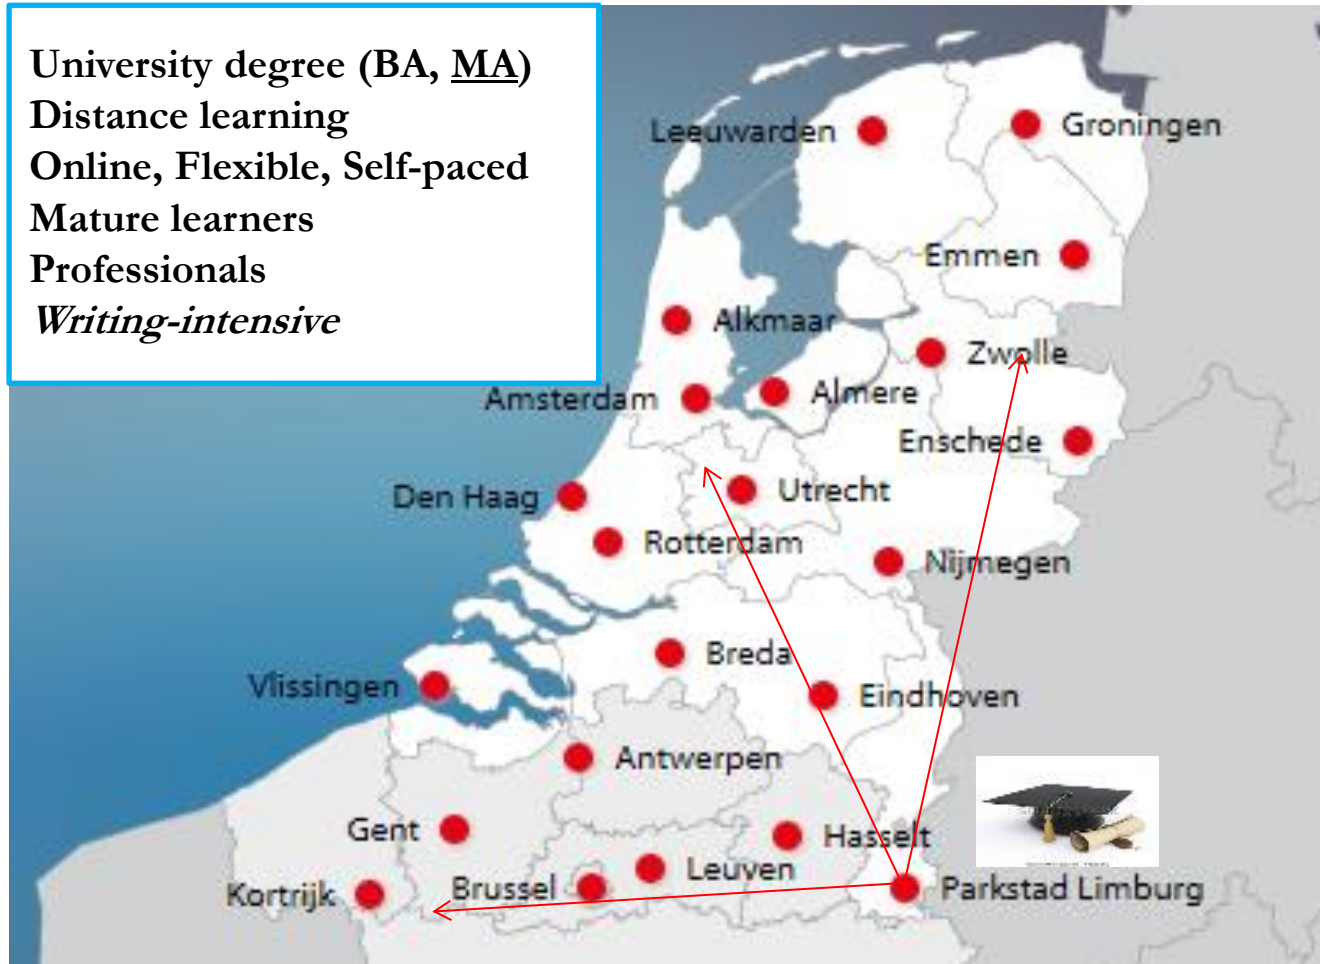 University degree (BA, MA)
Distance learning
Online, Flexible, Self-paced
Mature learners
Professionals
Writing-intensive
Leeuwarden
Groningen
Emmen
Alkmaar
Zwolle
Amsterdam
Almere
Enschede
Den Haag
Utrecht
Rotterdam
Nijmegen
Breda
Vlissingen
Eindhoven
Antwerpen
Gent
Hasselt
Leuven
Kortrijk
Brussel
Parkstad Limburg